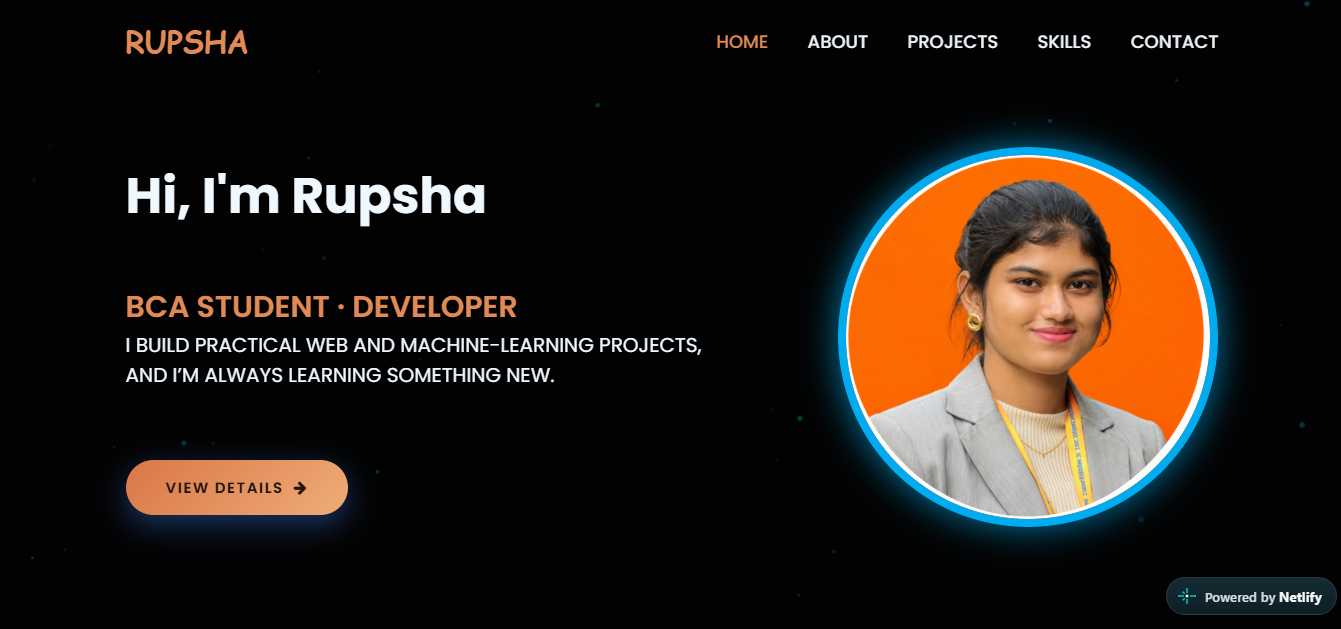 RUPSHA
HOME ABOUT PROJECTS SKILLS CONTACT
Hi, I'm Rupsha
BCA STUDENT · DEVELOPER
I BUILD PRACTICAL WEB AND MACHINE-LEARNING PROJECTS,
AND I’M ALWAYS LEARNING SOMETHING NEW.
VIEW DETAILS
Powered by Netlify